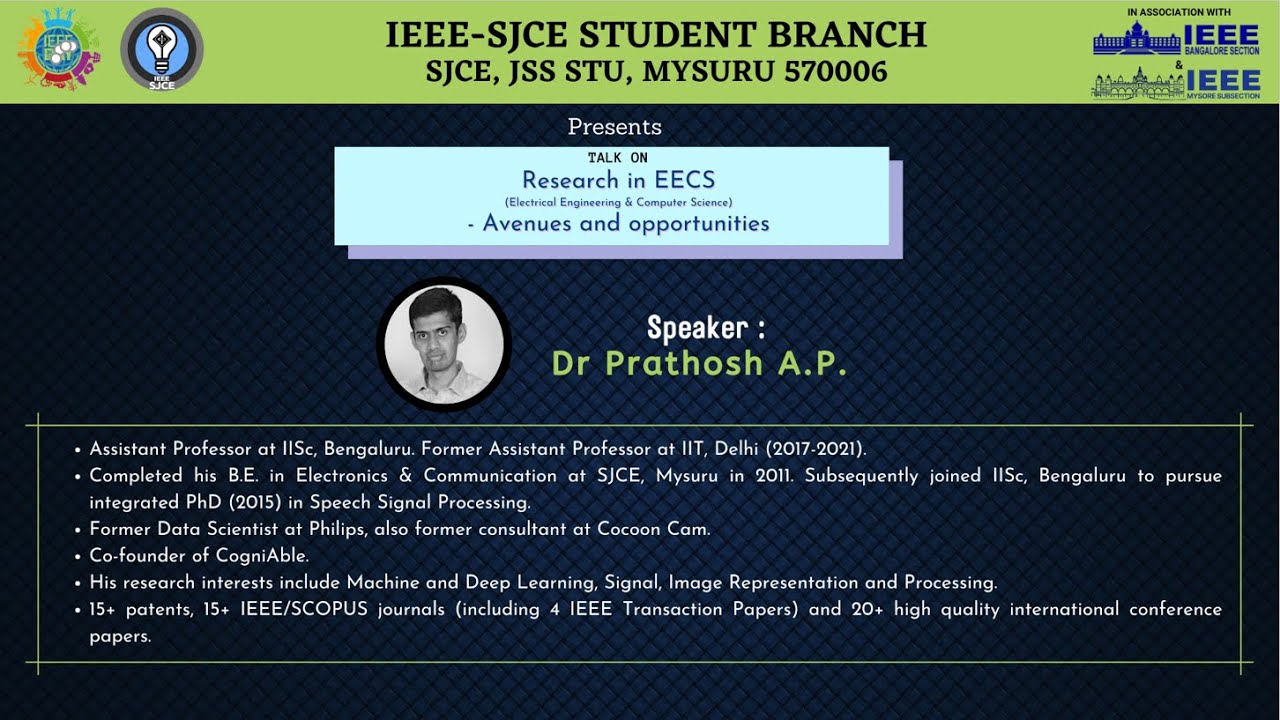 IEEE-SJCE STUDENT BRANCH
SJCE, JSS STU, MYSURU 570006
IEEE
SJCE
IN ASSOCIATION WITH
IEEE
BANGALORE SECTION
&
IEEE
MYSORE SUBSECTION
Presents
TALK ON
Research in EECS
(Electrical Engineering & Computer Science)
- Avenues and opportunities
Speaker :
Dr Prathosh A.P.
• Assistant Professor at IISc, Bengaluru. Former Assistant Professor at IIT, Delhi (2017-2021).
• Completed his B.E. in Electronics & Communication at SJCE, Mysuru in 2011. Subsequently joined IISc, Bengaluru to pursue
integrated PhD (2015) in Speech Signal Processing.
• Former Data Scientist at Philips, also former consultant at Cocoon Cam.
• Co-founder of CogniAble.
• His research interests include Machine and Deep Learning, Signal, Image Representation and Processing.
• 15+ patents, 15+ IEEE/SCOPUS journals (including 4 IEEE Transaction Papers) and 20+ high quality international conference
papers.